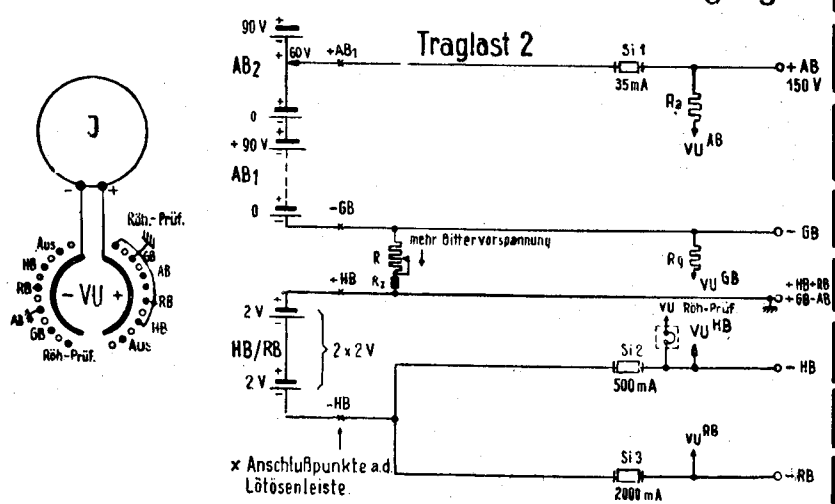 Traglast 2
90 V
+
60 V
+AB1
AB2
+
-
+
0
-
+ 90 V
+
-
AB1
+
0
-
-GB
Si 1
35 mA
+ AB
150 V
Ra
VU AB
R
mehr Bittervorspannung
Rx
Rg
VU GB
- GB
+HB
+HB+RB
+GB-AB
2 V
+
-
HB/RB
2 x 2 V
2 V
+
-
-HB
VU Röh-Prüf.
VU HB
Si 2
500 mA
- HB
VU RB
Si 3
2000 mA
-RB
x Anschlußpunkte a.d.
Lötösenleiste.
J
- +
Röh.-Prüf.
Aus
HB
RB
AB
GB
Röh-Prüf.
- VU +
GB
AB
RB
HB
Aus